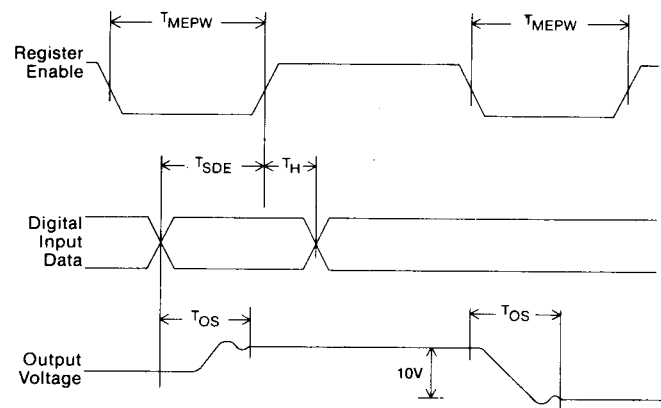 TMEPW
TMEPW
Register
Enable
TSDE
TH
Digital
Input
Data
TOS
TOS
Output
Voltage
10V